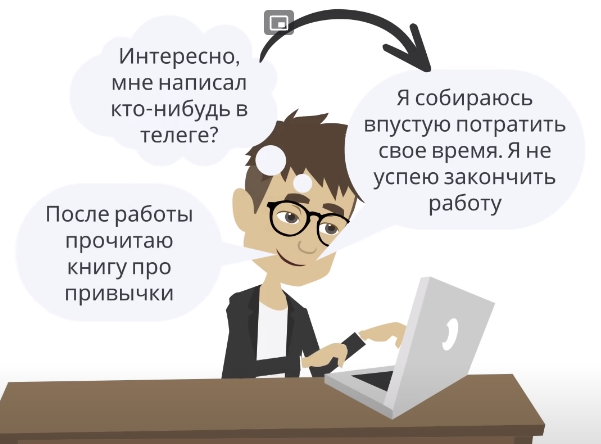 Интересно,
мне написал
кто-нибудь в
телеге?
Я собираюсь
впустую потратить
свое время. Я не
успею закончить
работу
После работы
прочитаю
книгу про
привычки